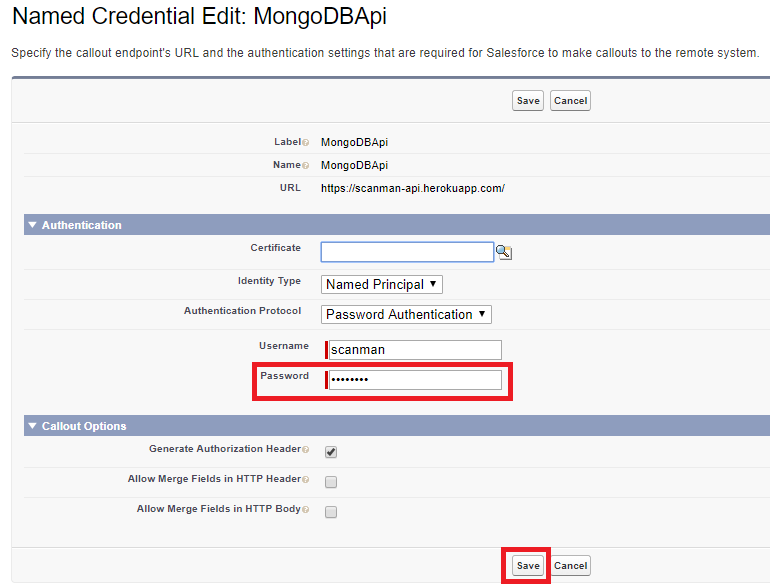 Named Credential Edit: MongoDBApi
Specify the callout endpoint's URL and the authentication settings that are required for Salesforce to make callouts to the remote system.
Save Cancel
Label MongoDBApi
Name MongoDBApi
URL https://scanman-api.herokuapp.com/
Authentication
Certificate
Identity Type Named Principal
Authentication Protocol Password Authentication
Username scanman
Password ••••••••
Callout Options
Generate Authorization Header
Allow Merge Fields in HTTP Header
Allow Merge Fields in HTTP Body
Save Cancel